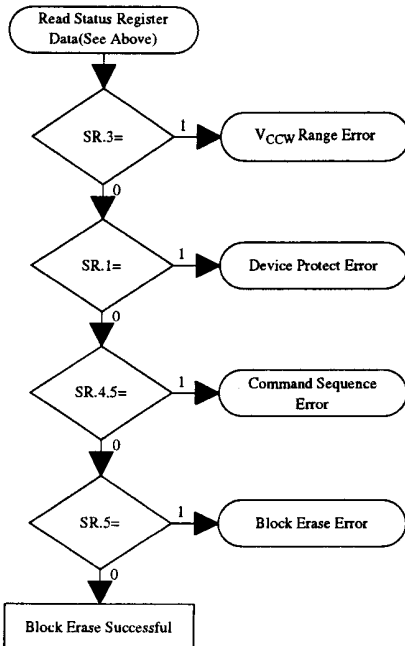 Read Status Register
Data(See Above)
SR.3=
1
VCCW Range Error
0
SR.1=
1
Device Protect Error
0
SR.4.5=
1
Command Sequence
Error
0
SR.5=
1
Block Erase Error
0
Block Erase Successful